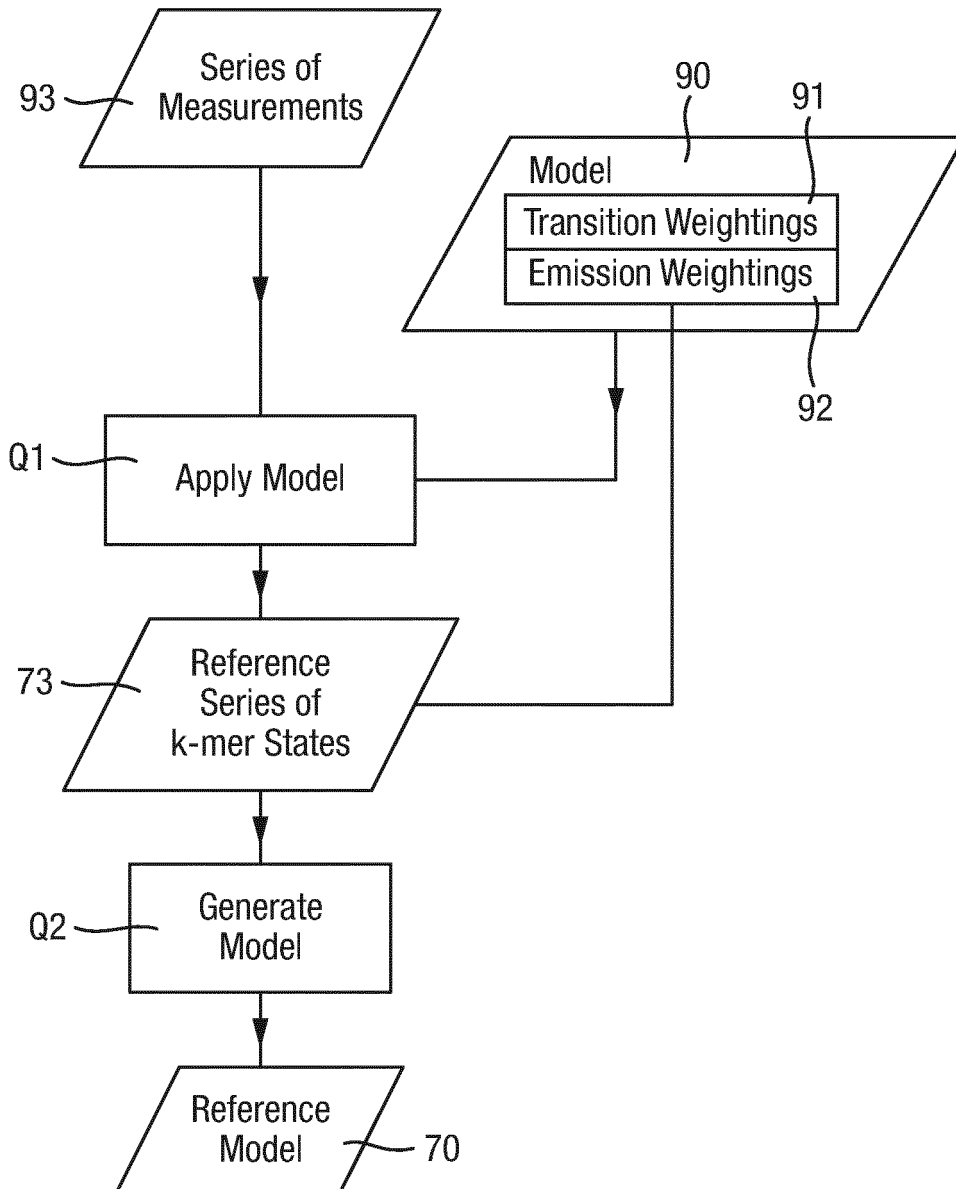 Series of
Measurements
93
90
91
Model
Transition Weightings
Emission Weightings
92
Q1
Apply Model
73
Reference
Series of
k-mer States
Q2
Generate
Model
Reference
Model
70